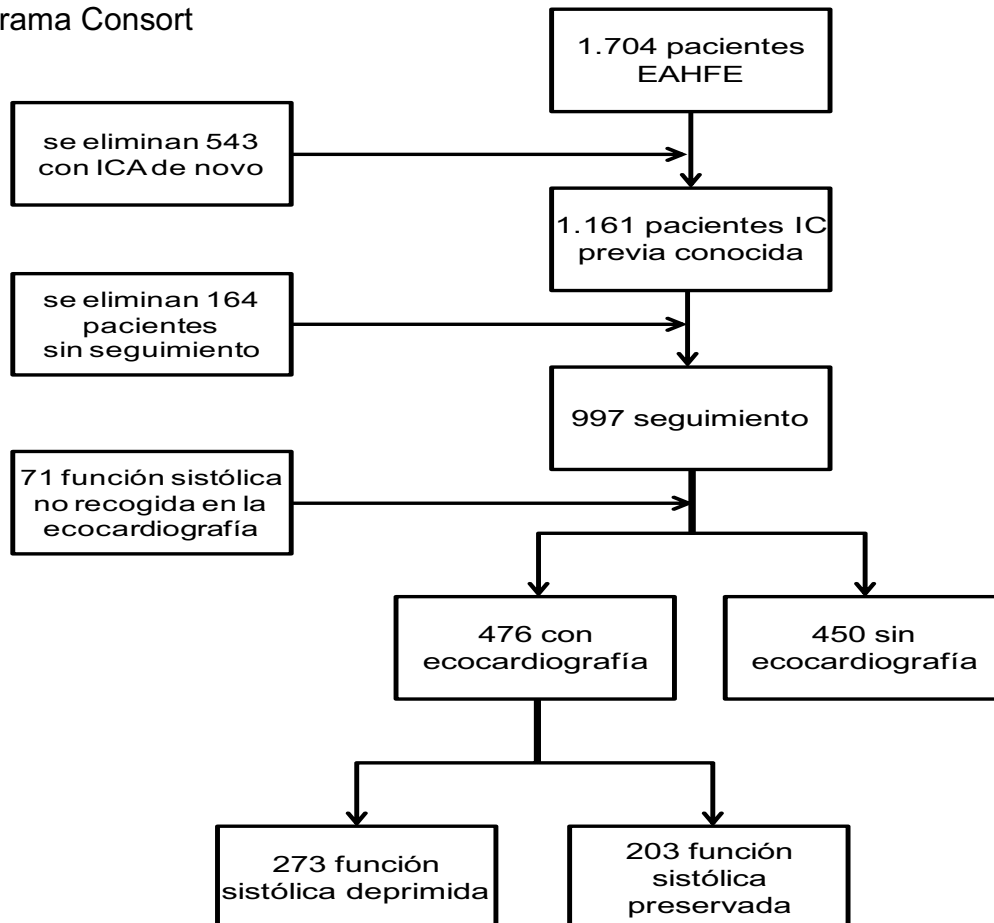 rama Consort
1.704 pacientes
EAHFE
se eliminan 543
con ICA de novo
1.161 pacientes IC
previa conocida
se eliminan 164
pacientes
sin seguimiento
997 seguimiento
71 función sistólica
no recogida en la
ecocardiografía
476 con
ecocardiografía
450 sin
ecocardiografía
273 función
sistólica deprimida
203 función
sistólica
preservada